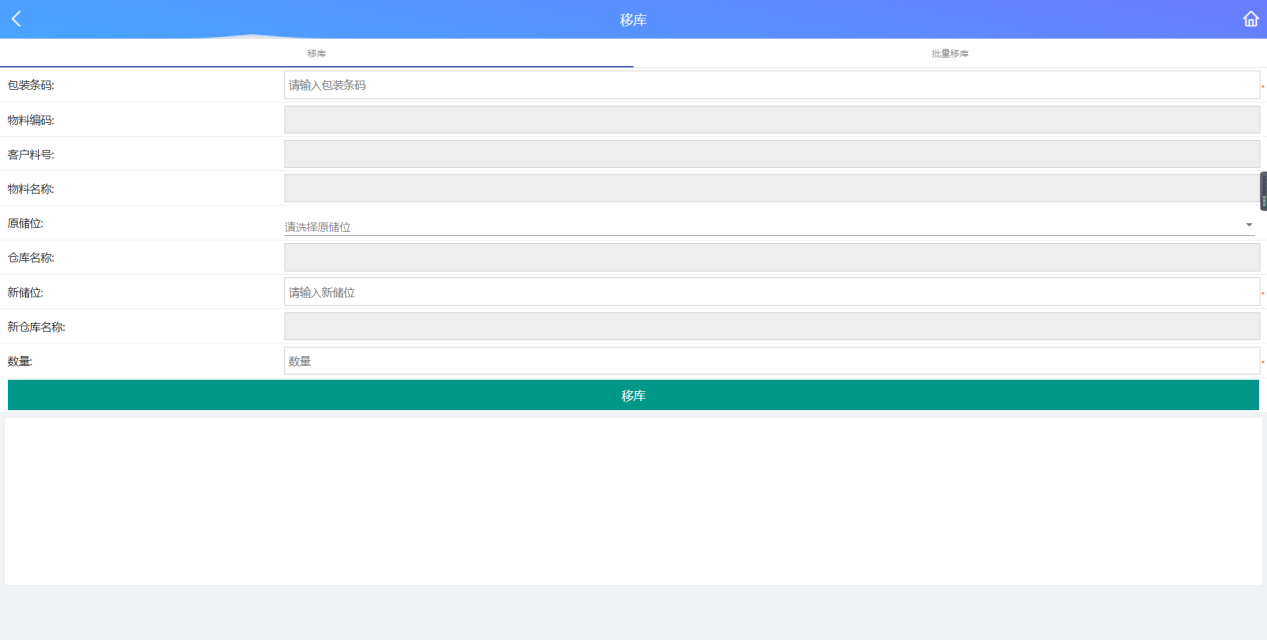 移库
移库
批量移库
包装条码:
请输入包装条码
*
物料编码:
客户料号:
物料名称:
原储位:
请选择原储位
仓库名称:
新储位:
请输入新储位
*
新仓库名称:
数量:
数量
*
移库